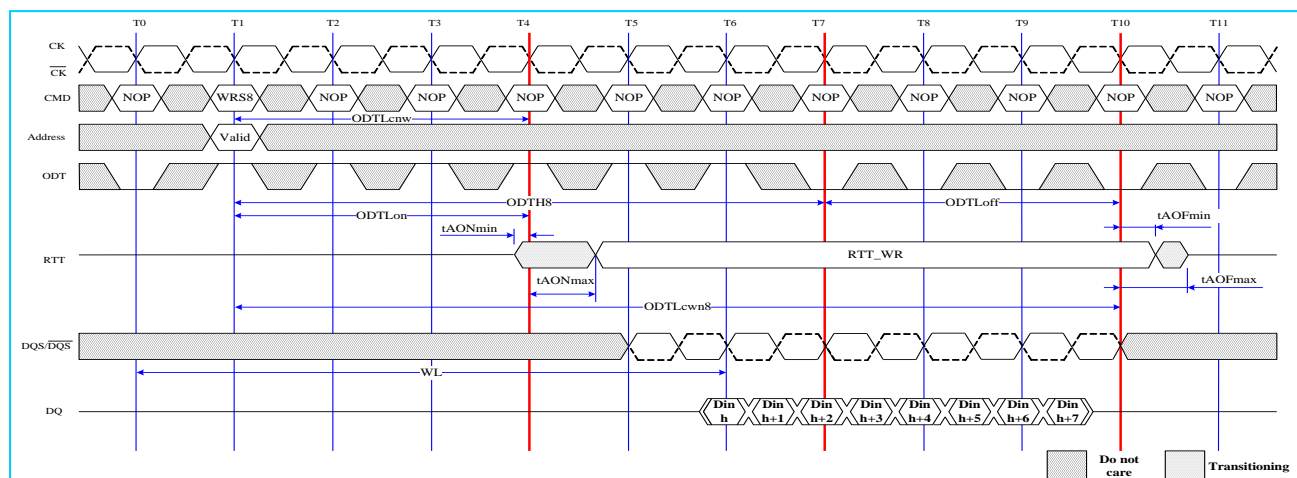 T0 T1 T2 T3 T4 T5 T6 T7 T8 T9 T10 T11
CK
CK
CMD NOP WRS8 NOP NOP NOP NOP NOP NOP NOP NOP NOP NOP
ODTLcnw
Address Valid
ODT
ODTH8 ODTLoff
ODTLon
tAONmin tAOFmin
RTT RTT_WR
tAONmax tAOFmax
ODTLcwn8
DQS/DQS
WL
DQ Din h Din h+1 Din h+2 Din h+3 Din h+4 Din h+5 Din h+6 Din h+7
Do not care Transitioning